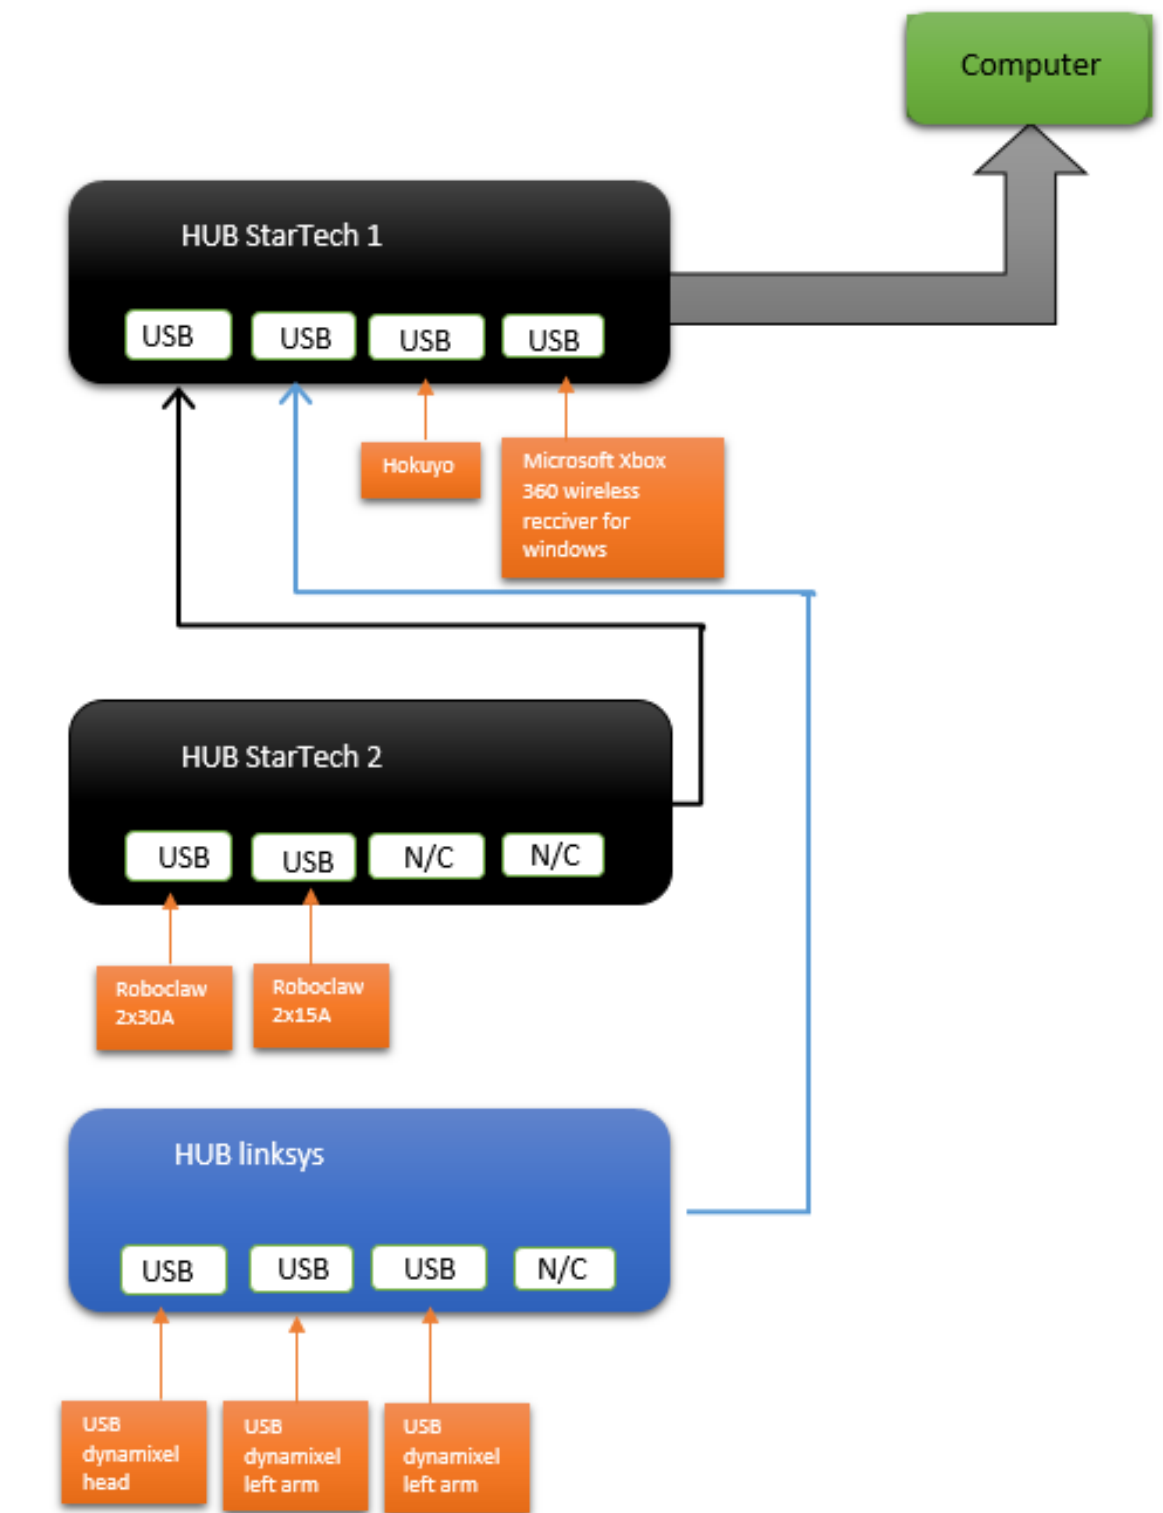 Computer
HUB StarTech 1
USB
USB
USB
USB
Hokuyo
Microsoft Xbox
360 wireless
recciver for
windows
HUB StarTech 2
USB
USB
N/C
N/C
Roboclaw
2x30A
Roboclaw
2x15A
HUB linksys
USB
USB
USB
N/C
USB
dynamixel
head
USB
dynamixel
left arm
USB
dynamixel
left arm